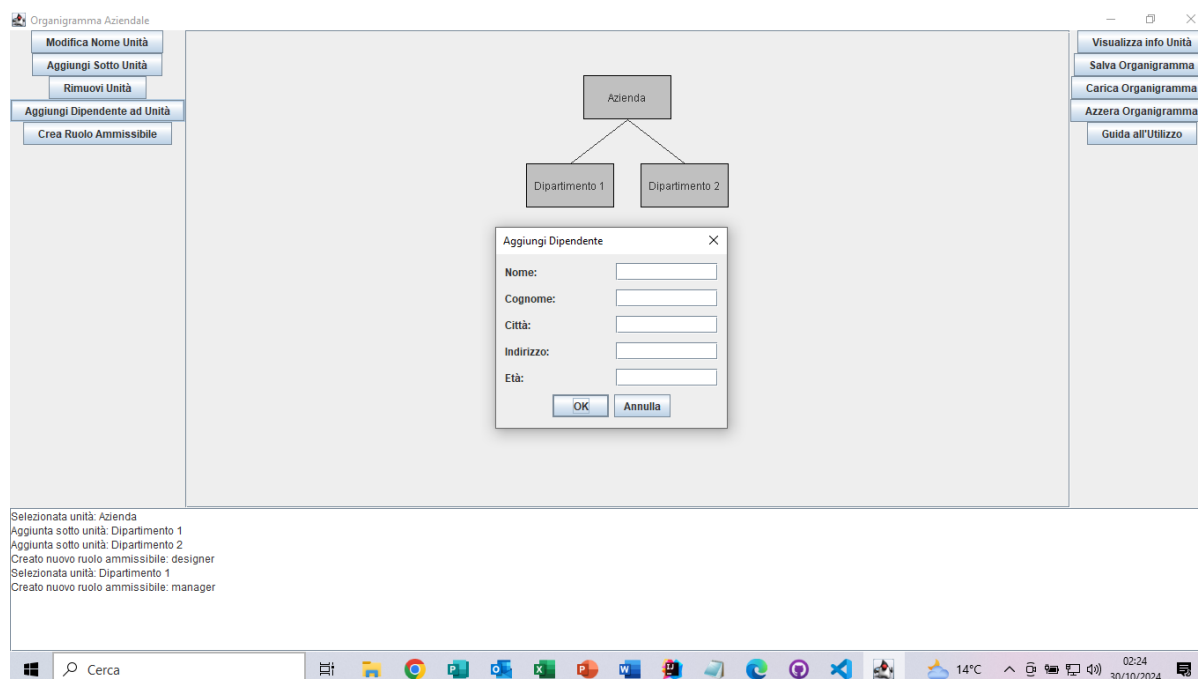 Organigramma Aziendale
Modifica Nome Unità
Aggiungi Sotto Unità
Rimuovi Unità
Aggiungi Dipendente ad Unità
Crea Ruolo Ammissibile
Azienda
Dipartimento 1
Dipartimento 2
Aggiungi Dipendente
Nome:
Cognome:
Città:
Indirizzo:
Età:
OK
Annulla
Visualizza info Unità
Salva Organigramma
Carica Organigramma
Azzera Organigramma
Guida all'Utilizzo
Selezionata unità: Azienda
Aggiunta sotto unità: Dipartimento 1
Aggiunta sotto unità: Dipartimento 2
Creato nuovo ruolo ammissibile: designer
Selezionata unità: Dipartimento 1
Creato nuovo ruolo ammissibile: manager
Cerca
14°C
02:24
30/10/2024